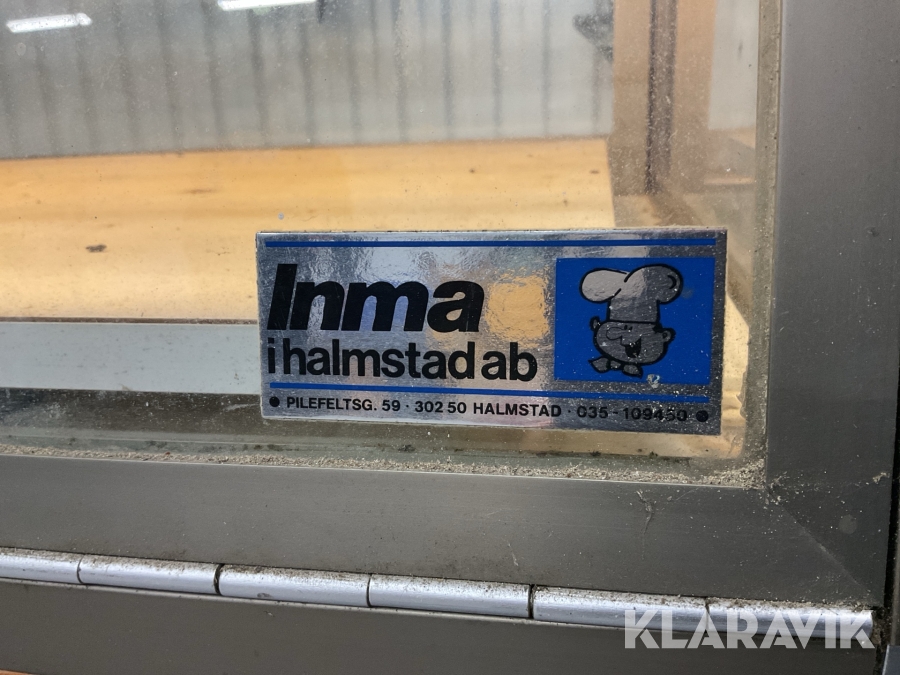 Inma
i halmstad ab
• PILEFELTSG. 59 · 302 50 HALMSTAD · 035 - 109450 •
KLARAVIK